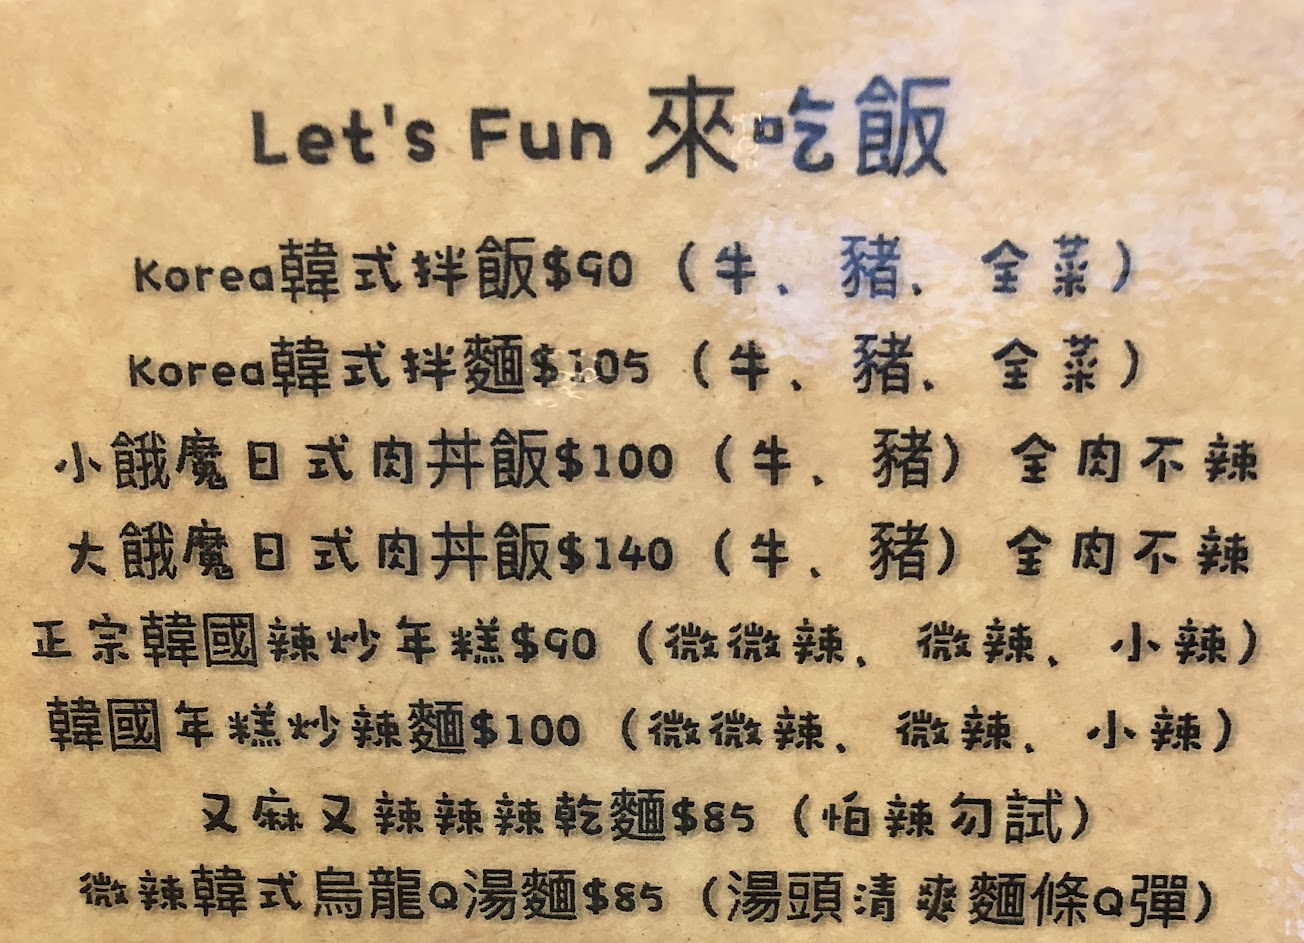 Let's Fun 來吃飯
Korea韓式拌飯$90（牛、豬、全菜）
Korea韓式拌麵$105（牛、豬、全菜）
小餓魔日式肉丼飯$100（牛、豬）全肉不辣
大餓魔日式肉丼飯$140（牛、豬）全肉不辣
正宗韓國辣炒年糕$90（微微辣、微辣、小辣）
韓國年糕炒辣麵$100（微微辣、微辣、小辣）
又麻又辣辣辣乾麵$85（怕辣勿試）
微辣韓式烏龍Q湯麵$85（湯頭清爽麵條Q彈）